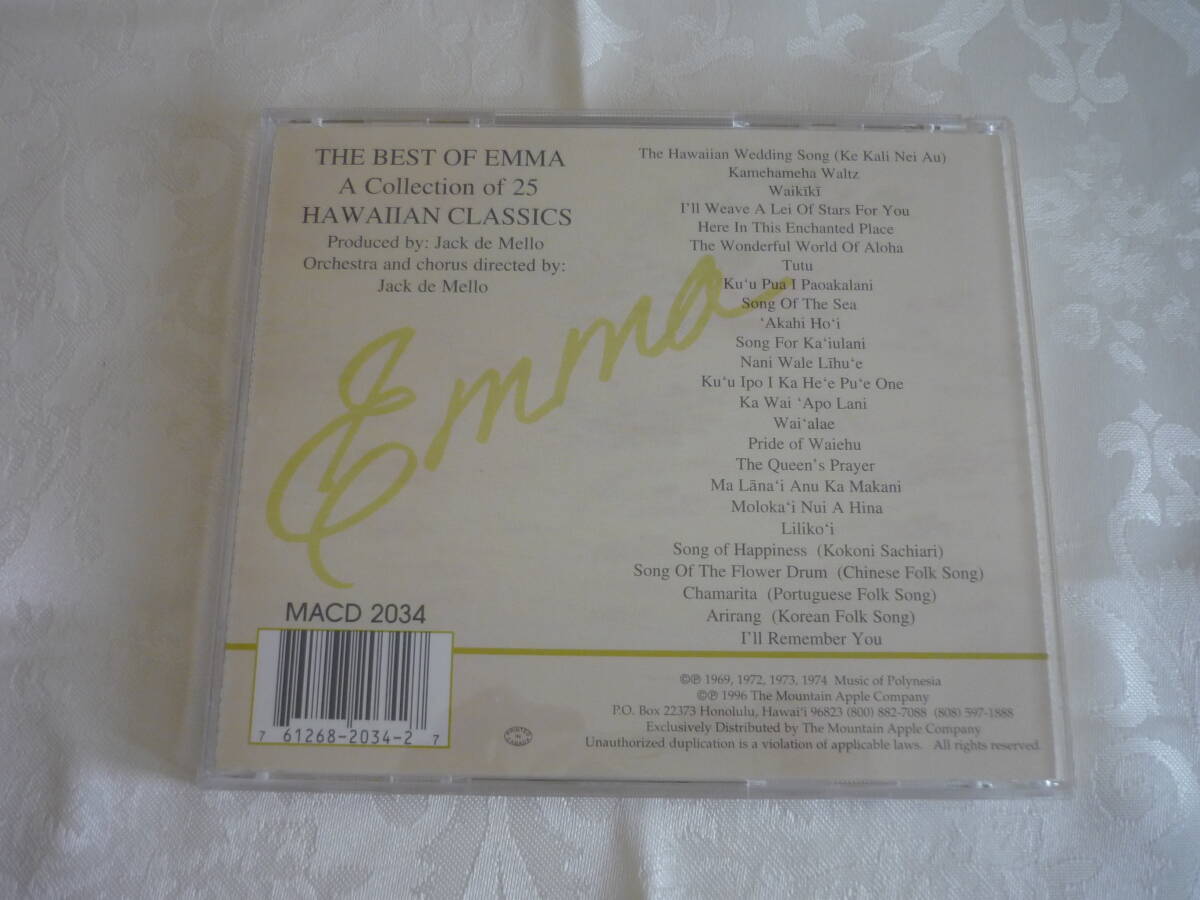 THE BEST OF EMMA
A Collection of 25
HAWAIIAN CLASSICS
Produced by: Jack de Mello
Orchestra and chorus directed by:
Jack de Mello
Emma
The Hawaiian Wedding Song (Ke Kali Nei Au)
Kamehameha Waltz
Waikīkī
I'll Weave A Lei Of Stars For You
Here In This Enchanted Place
The Wonderful World Of Aloha
Tutu
Ku‘u Pua I Paoakalani
Song Of The Sea
‘Akahi Ho‘i
Song For Ka‘iulani
Nani Wale Līhu‘e
Ku‘u Ipo I Ka He‘e Pu‘e One
Ka Wai ‘Apo Lani
Wai‘alae
Pride of Waiehu
The Queen's Prayer
Ma Lāna‘i Anu Ka Makani
Moloka‘i Nui A Hina
Liliko‘i
Song of Happiness (Kokoni Sachiari)
Song Of The Flower Drum (Chinese Folk Song)
Chamarita (Portuguese Folk Song)
Arirang (Korean Folk Song)
I'll Remember You
MACD 2034
7 61268-2034-2 7
©℗ 1969, 1972, 1973, 1974 Music of Polynesia
©℗ 1996 The Mountain Apple Company
P.O. Box 22373 Honolulu, Hawai‘i 96823 (800) 882-7088 (808) 597-1888
Exclusively Distributed by The Mountain Apple Company
Unauthorized duplication is a violation of applicable laws. All rights reserved.
PRINTED IN CANADA